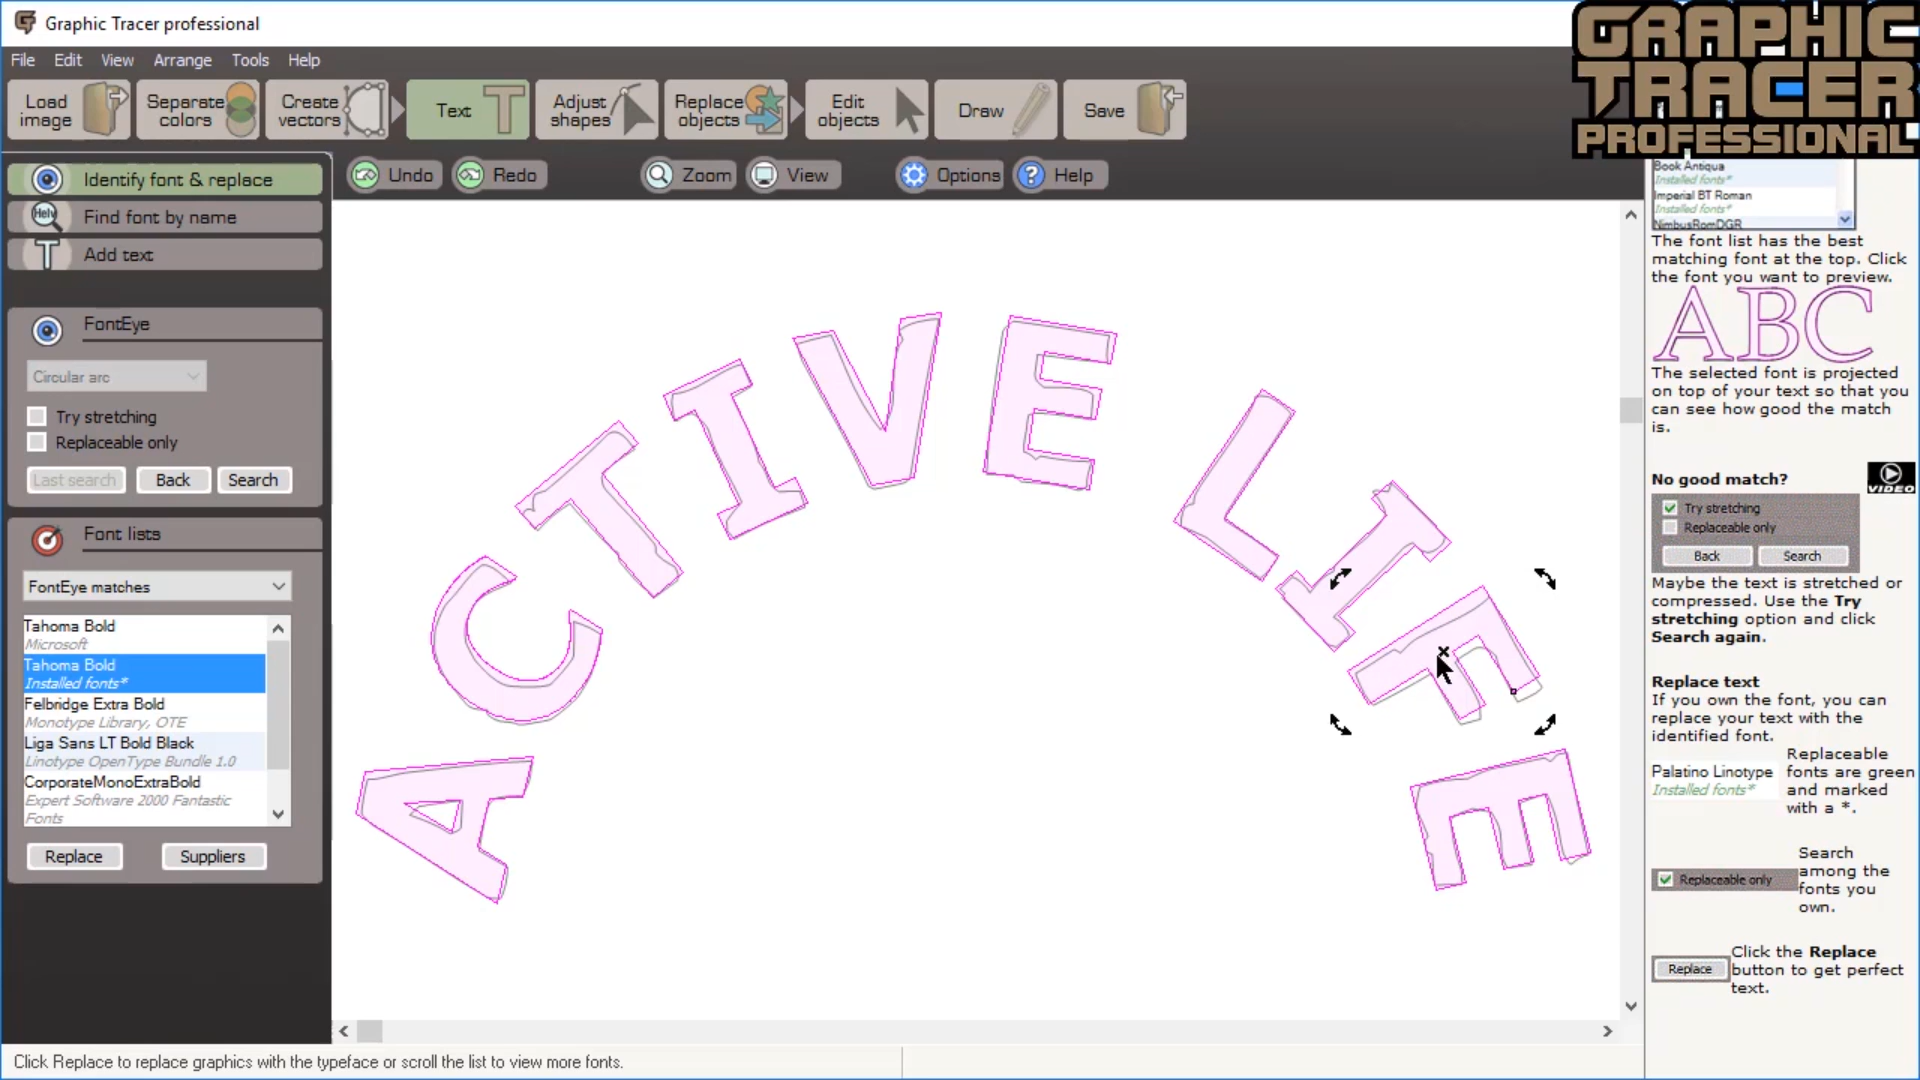 Graphic Tracer professional
GRAPHIC
TRACER
PROFESSIONAL
File Edit View Arrange Tools Help
Load image
Separate colors
Create vectors
Text
Adjust shapes
Replace objects
Edit objects
Draw
Save
Undo
Redo
Zoom
View
Options
Help
Identify font & replace
Help
Find font by name
Add text
FontEye
Circular arc
Try stretching
Replaceable only
Last search
Back
Search
Font lists
FontEye matches
Tahoma Bold
Microsoft
Tahoma Bold
Installed fonts*
Felbridge Extra Bold
Monotype Library, OTE
Liga Sans LT Bold Black
Linotype OpenType Bundle 1.0
CorporateMonoExtraBold
Expert Software 2000 Fantastic
Fonts
Replace
Suppliers
ACTIVE LIFE
Book Antiqua
Installed fonts*
Imperial BT Roman
Installed fonts*
NimbusRomDGR
The font list has the best
matching font at the top. Click
the font you want to preview.
ABC
The selected font is projected
on top of your text so that you
can see how good the match
is.
No good match?
VIDEO
Try stretching
Replaceable only
Back
Search
Maybe the text is stretched or
compressed. Use the Try
stretching option and click
Search again.
Replace text
If you own the font, you can
replace your text with the
identified font.
Palatino Linotype
Installed fonts*
Replaceable
fonts are green
and marked
with a *.
Replaceable only
Search
among the
fonts you
own.
Replace
Click the Replace
button to get perfect
text.
Click Replace to replace graphics with the typeface or scroll the list to view more fonts.